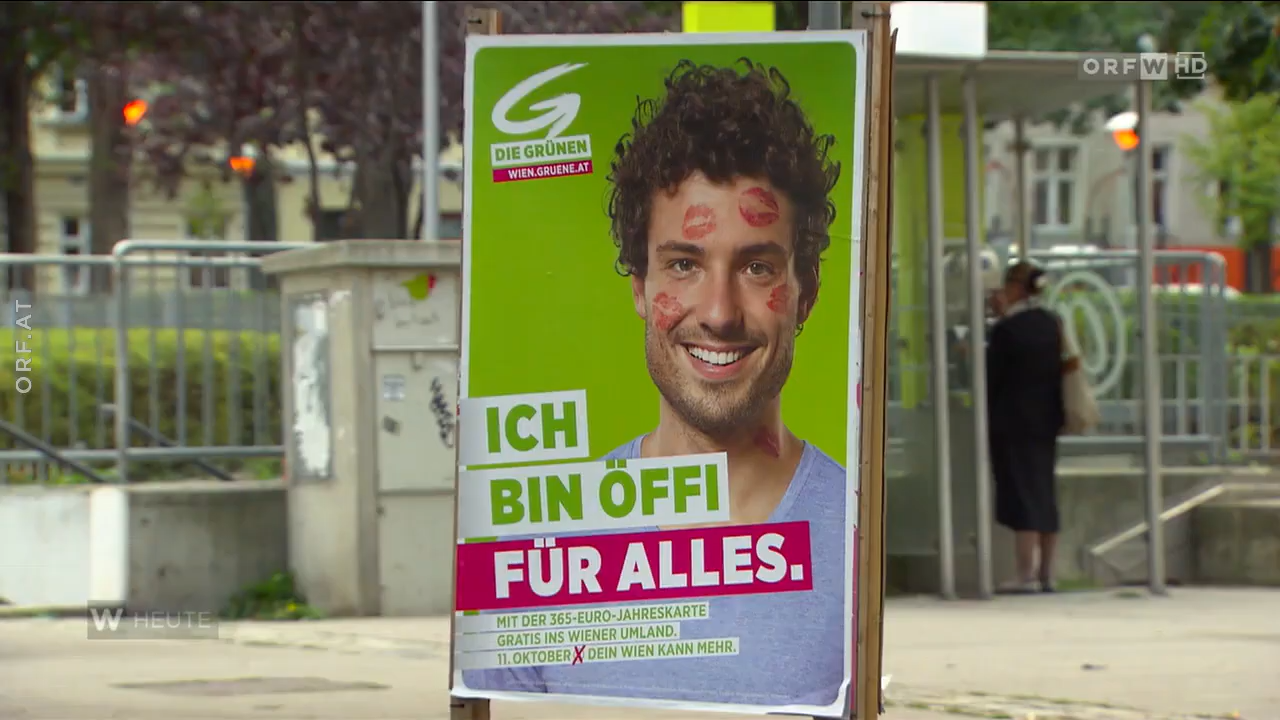 ORF W HD
ORF.AT
DIE GRÜNEN
WIEN.GRUENE.AT
ICH
BIN ÖFFI
FÜR ALLES.
MIT DER 365-EURO-JAHRESKARTE
GRATIS INS WIENER UMLAND.
11. OKTOBER X DEIN WIEN KANN MEHR.
W HEUTE